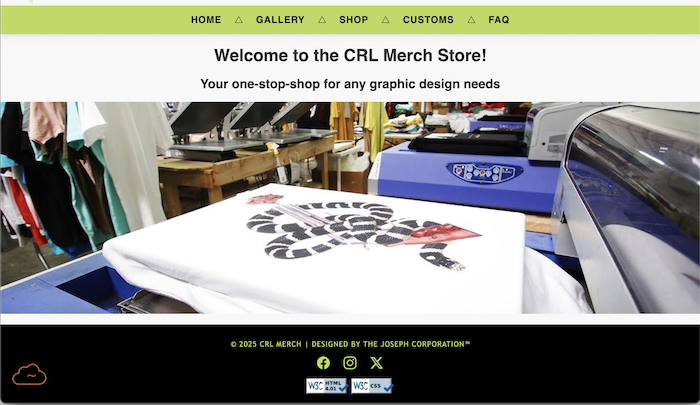 HOME △ GALLERY △ SHOP △ CUSTOMS △ FAQ
Welcome to the CRL Merch Store!
Your one-stop-shop for any graphic design needs
© 2025 CRL MERCH | DESIGNED BY THE JOSEPH CORPORATION™
W3C HTML 4.01 W3C CSS